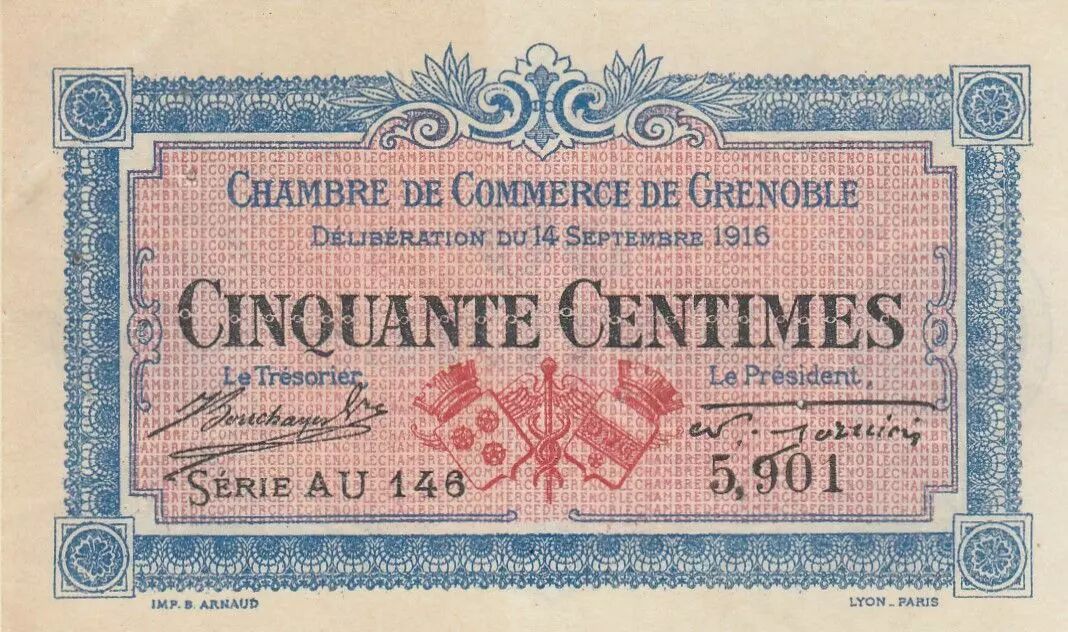 CHAMBRE DE COMMERCE DE GRENOBLE
DÉLIBÉRATION DU 14 SEPTEMBRE 1916
CINQUANTE CENTIMES
Le Trésorier, Le Président,
SÉRIE AU 146 5,901
IMP. B. ARNAUD LYON - PARIS